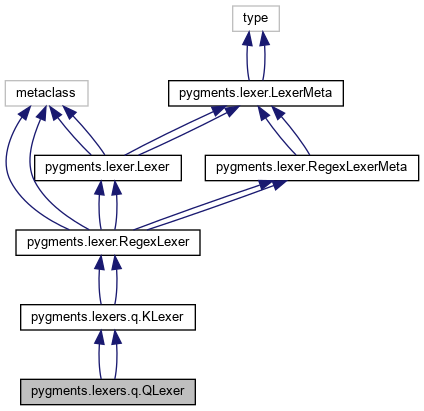 type
metaclass
pygments.lexer.LexerMeta
pygments.lexer.Lexer
pygments.lexer.RegexLexerMeta
pygments.lexer.RegexLexer
pygments.lexers.q.KLexer
pygments.lexers.q.QLexer